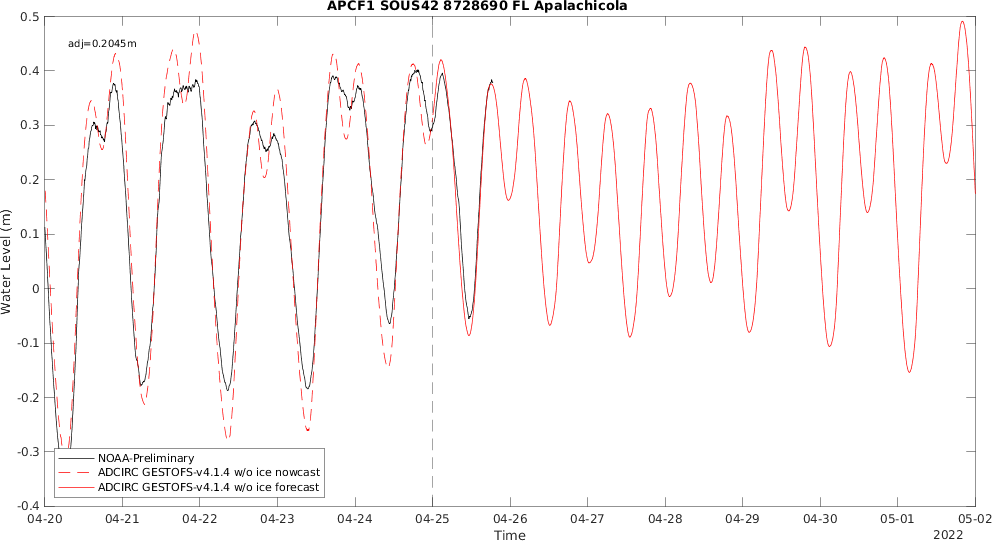 APCF1 SOUS42 8728690 FL Apalachicola
adj=0.2045m
0.5
0.4
0.3
0.2
0.1
0
-0.1
-0.2
-0.3
-0.4
Water Level (m)
NOAA-Preliminary
ADCIRC GESTOFS-v4.1.4 w/o ice nowcast
ADCIRC GESTOFS-v4.1.4 w/o ice forecast
04-20 04-21 04-22 04-23 04-24 04-25 04-26 04-27 04-28 04-29 04-30 05-01 05-02
Time
2022